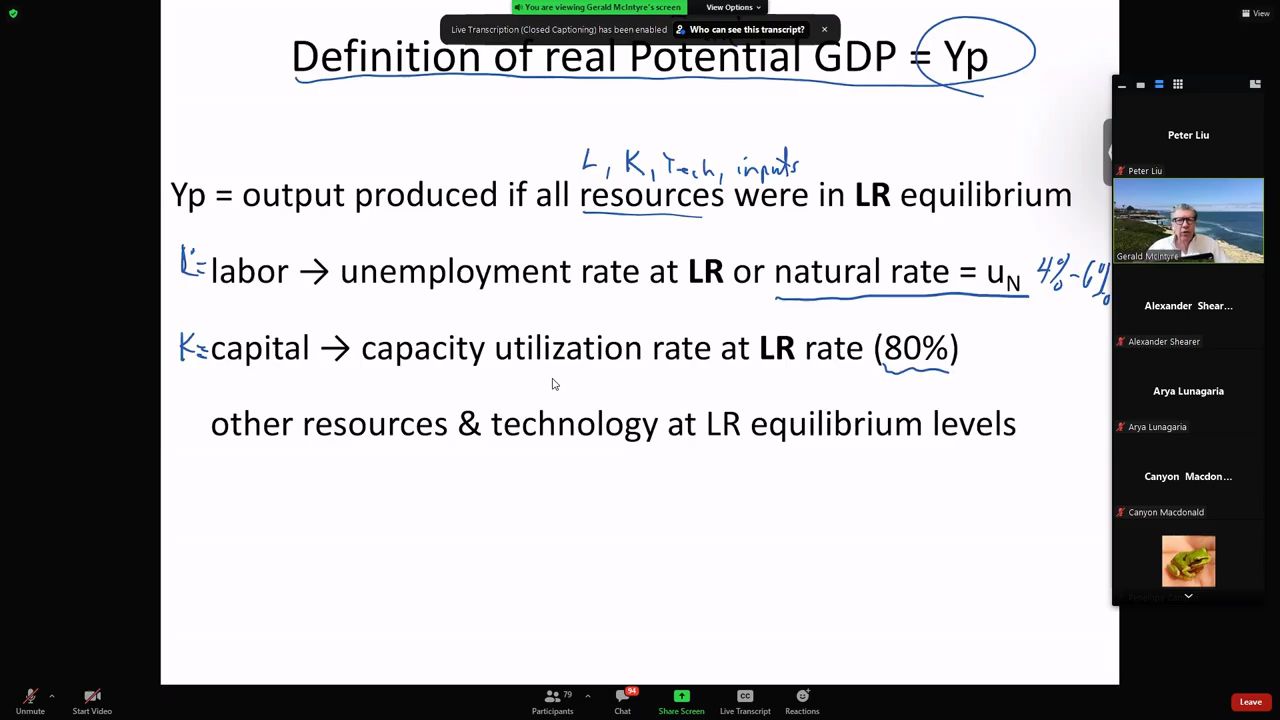 You are viewing Gerald McIntyre's screen
View Options
View
Live Transcription (Closed Captioning) has been enabled
Who can see this transcript?
Definition of real Potential GDP = Yp
L, K, Tech, inputs
Yp = output produced if all resources were in LR equilibrium
L = labor → unemployment rate at LR or natural rate = uN 4% - 6%
K = capital → capacity utilization rate at LR rate (80%)
other resources & technology at LR equilibrium levels
Peter Liu
Peter Liu
Gerald McIntyre
Alexander Shear...
Alexander Shearer
Arya Lunagaria
Arya Lunagaria
Canyon Macdon...
Canyon Macdonald
Unmute
Start Video
79
Participants
94
Chat
Share Screen
CC
Live Transcript
Reactions
Leave